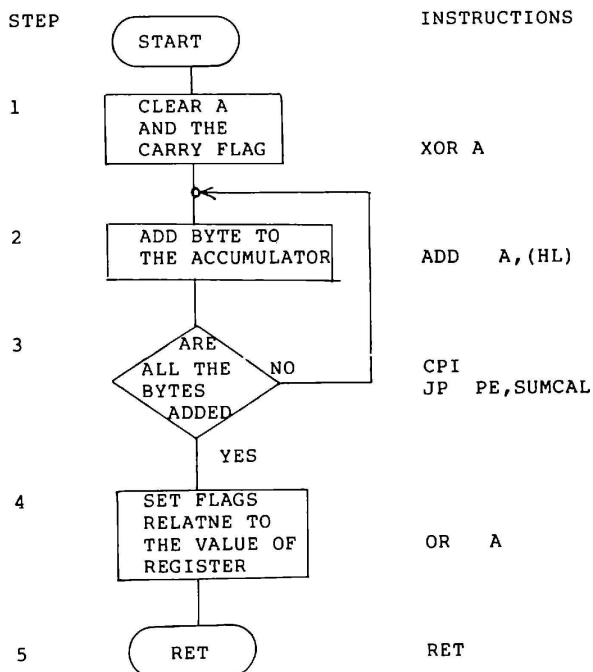 STEP INSTRUCTIONS
START
1
CLEAR A
AND THE
CARRY FLAG
XOR A
2
ADD BYTE TO
THE ACCUMULATOR
ADD A,(HL)
3
ARE
ALL THE
BYTES
ADDED
NO
CPI
JP PE,SUMCAL
YES
4
SET FLAGS
RELATNE TO
THE VALUE OF
REGISTER
OR A
5
RET
RET